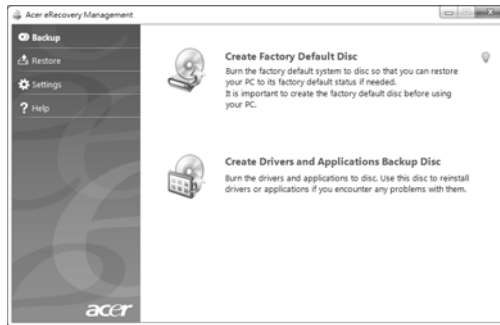 Acer eRecovery Management
Backup
Restore
Settings
? Help
Create Factory Default Disc
Burn the factory default system to disc so that you can restore
your PC to its factory default status if needed.
It is important to create the factory default disc before using
your PC.
Create Drivers and Applications Backup Disc
Burn the drivers and applications to disc. Use this disc to reinstall
drivers or applications if you encounter any problems with them.
acer